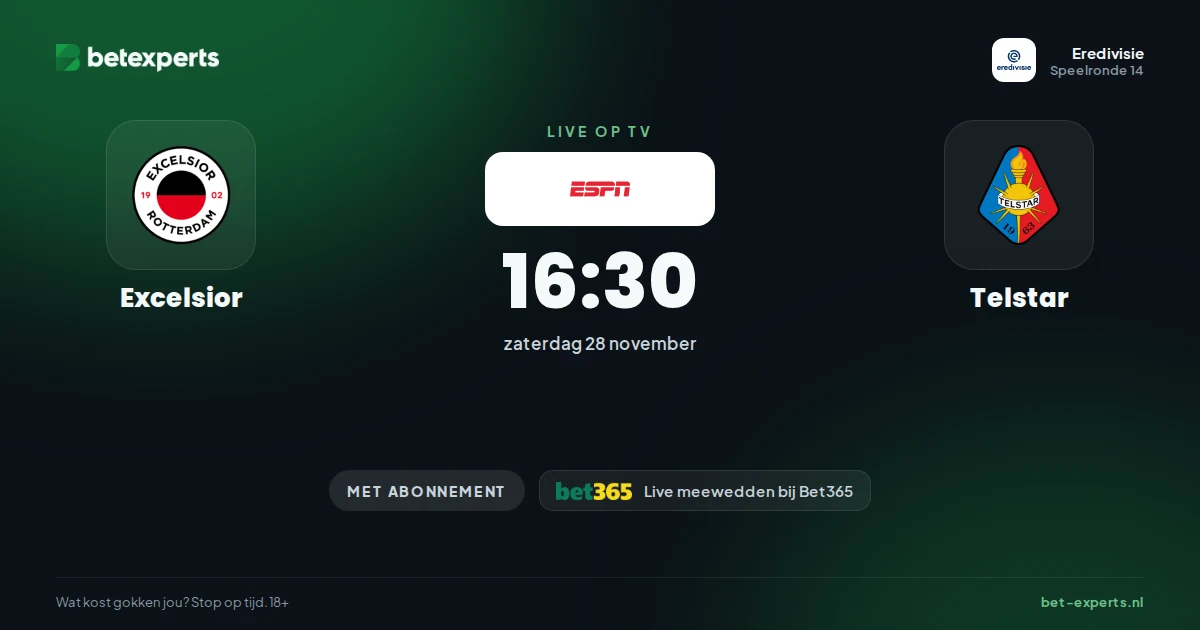 betexperts
eredivisie
Eredivisie
Speelronde 14
LIVE OP TV
ESPN
EXCELSIOR
19 02
ROTTERDAM
TELSTAR
19 63
16:30
Excelsior
Telstar
zaterdag 28 november
MET ABONNEMENT
bet365 Live meewedden bij Bet365
Wat kost gokken jou? Stop op tijd. 18+
bet-experts.nl